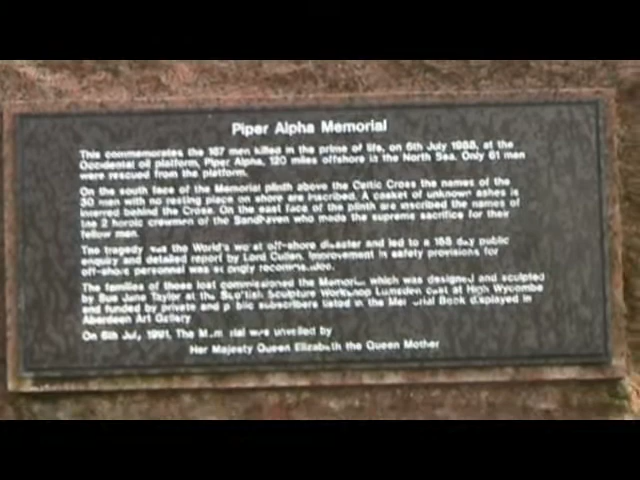 Piper Alpha Memorial
This commemorates the 167 men killed in the prime of life, on 6th July 1988, at the
Occidental oil platform, Piper Alpha, 120 miles offshore in the North Sea. Only 61 men
were rescued from the platform.
On the south face of the Memorial plinth above the Celtic Cross the names of the
30 men with no resting place on shore are inscribed. A casket of unknown ashes is
interred behind the Cross. On the east face of the plinth are inscribed the names of
the 2 heroic crewmen of the Sandhaven who made the supreme sacrifice for their
fellow men.
The tragedy was the World's worst off-shore disaster and led to a day public
enquiry and detailed report by Lord Cullen. Improvement in safety provisions for
off-shore personnel was strongly recommended.
The families of those lost commissioned the Memorial which was designed and sculpted
by Sue Jane Taylor at the Scottish Sculpture Workshop Lumsden cast at High Wycombe
and funded by private and public subscribers listed in the Memorial Book displayed in
Aberdeen Art Gallery
On 6th July, 1991, The Memorial was unveiled by
Her Majesty Queen Elizabeth the Queen Mother